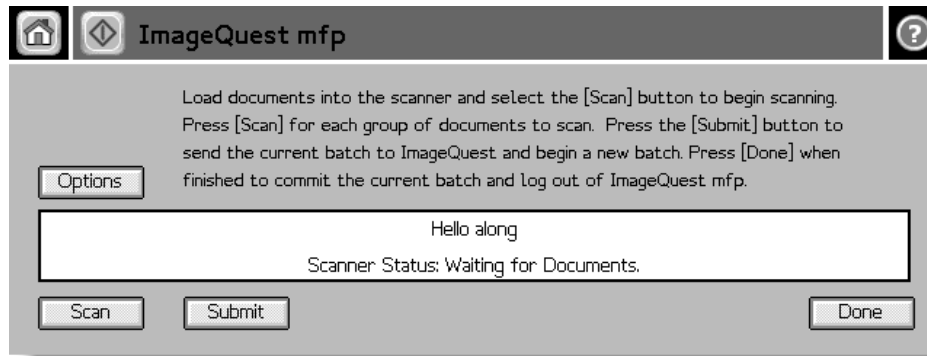 ImageQuest mfp
?
Load documents into the scanner and select the [Scan] button to begin scanning.
Press [Scan] for each group of documents to scan. Press the [Submit] button to
send the current batch to ImageQuest and begin a new batch. Press [Done] when
finished to commit the current batch and log out of ImageQuest mfp.
Options
Hello along
Scanner Status: Waiting for Documents.
Scan
Submit
Done